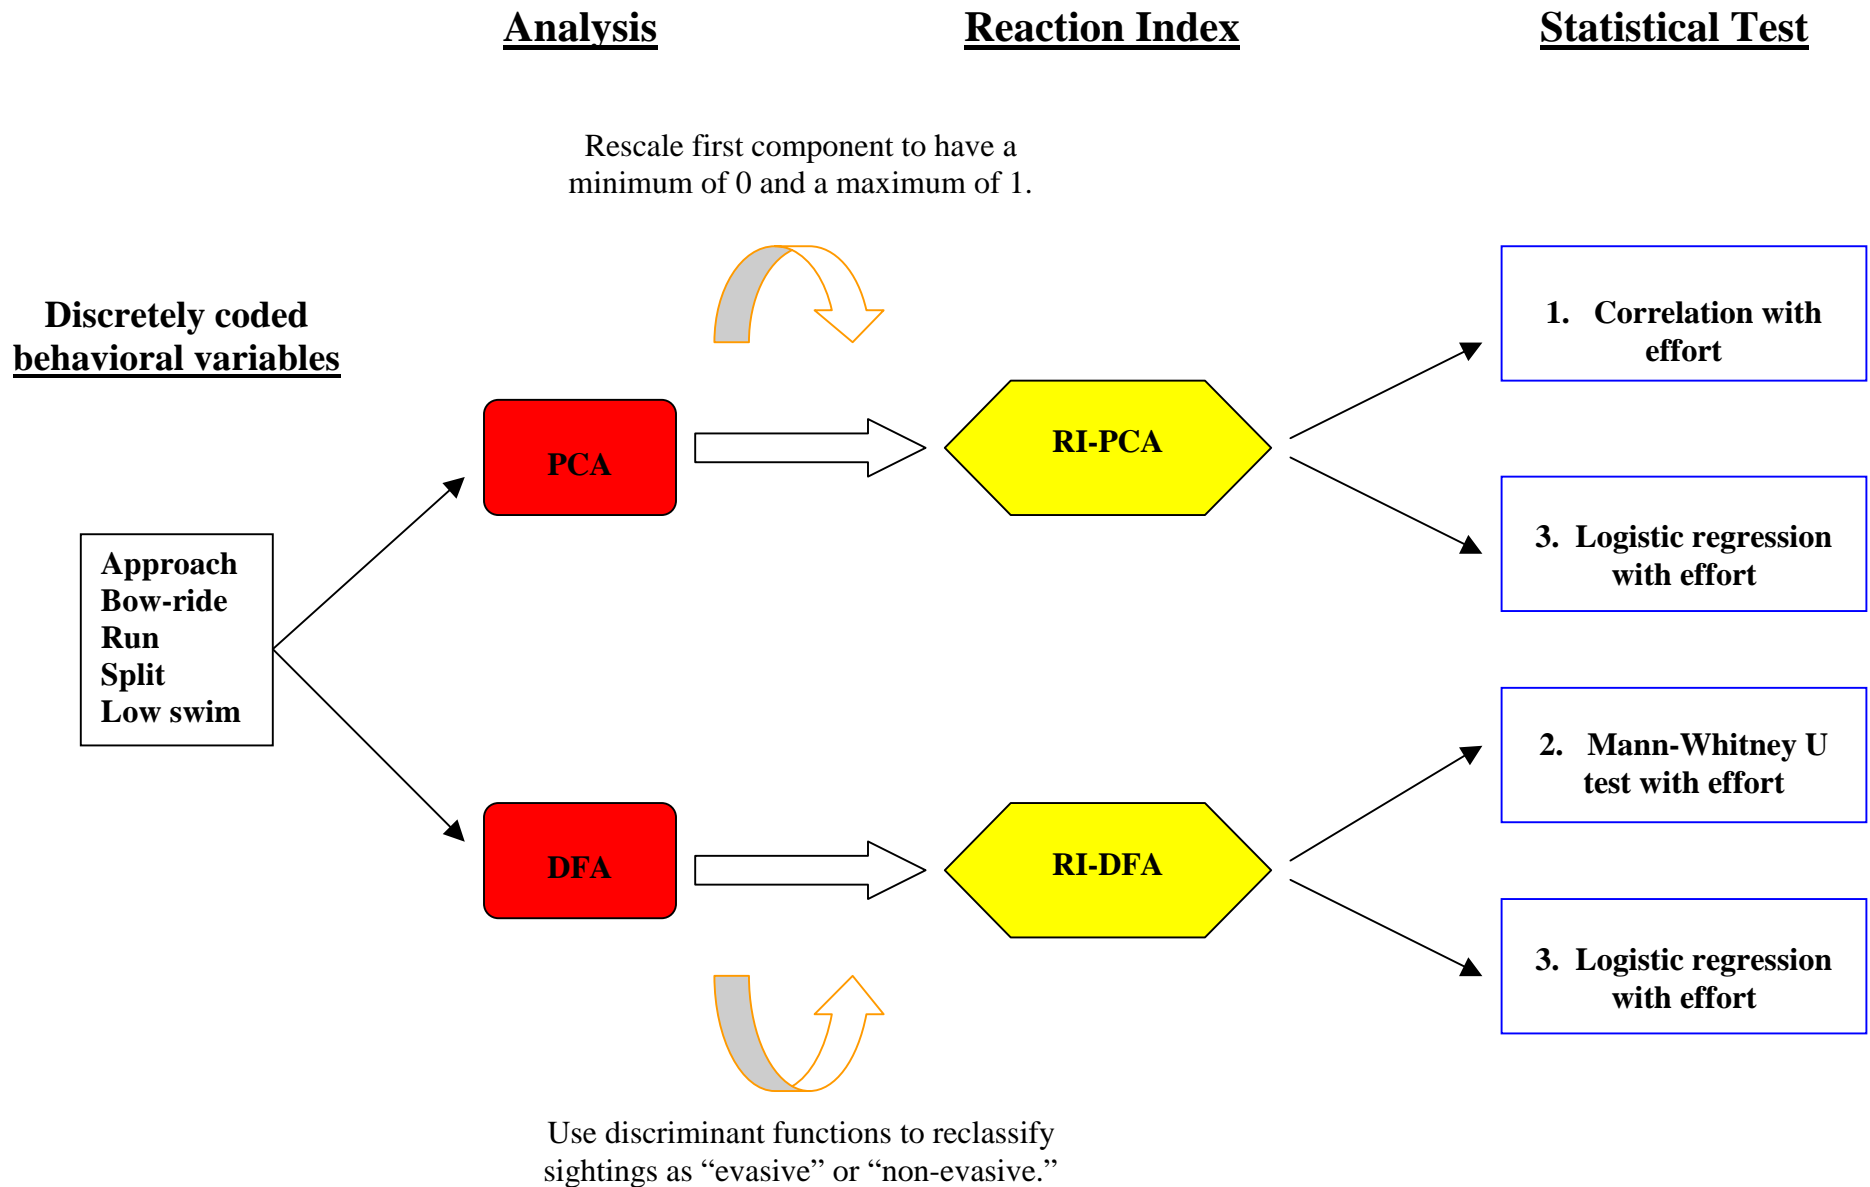 Analysis
Reaction Index
Statistical Test
Rescale first component to have a
minimum of 0 and a maximum of 1.
Discretely coded
behavioral variables
Approach
Bow-ride
Run
Split
Low swim
PCA
RI-PCA
1. Correlation with
effort
3. Logistic regression
with effort
DFA
RI-DFA
2. Mann-Whitney U
test with effort
3. Logistic regression
with effort
Use discriminant functions to reclassify
sightings as “evasive” or “non-evasive.”